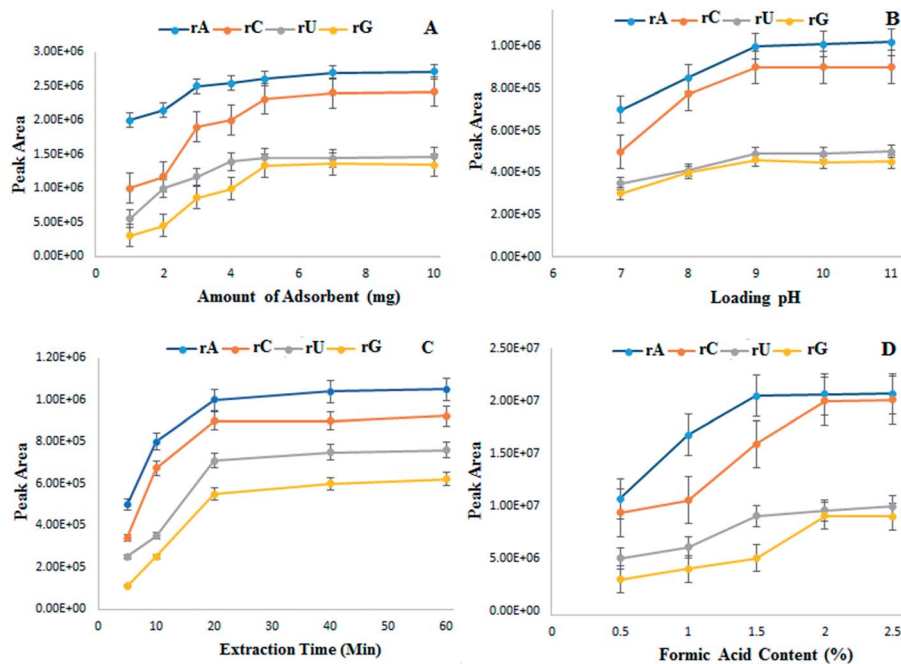 rA rC rU rG A
3.00E+06
2.50E+06
2.00E+06
1.50E+06
1.00E+06
5.00E+05
0.00E+00
Peak Area
0 2 4 6 8 10
Amount of Adsorbent (mg)
rA rC rU rG B
1.00E+06
8.00E+05
6.00E+05
4.00E+05
2.00E+05
0.00E+00
Peak Area
6 7 8 9 10 11
Loading pH
rA rC rU rG C
1.20E+06
1.00E+06
8.00E+05
6.00E+05
4.00E+05
2.00E+05
0.00E+00
Peak Area
0 10 20 30 40 50 60
Extraction Time (Min)
rA rC rU rG D
2.50E+07
2.00E+07
1.50E+07
1.00E+07
5.00E+06
0.00E+00
Peak Area
0 0.5 1 1.5 2 2.5
Formic Acid Content (%)